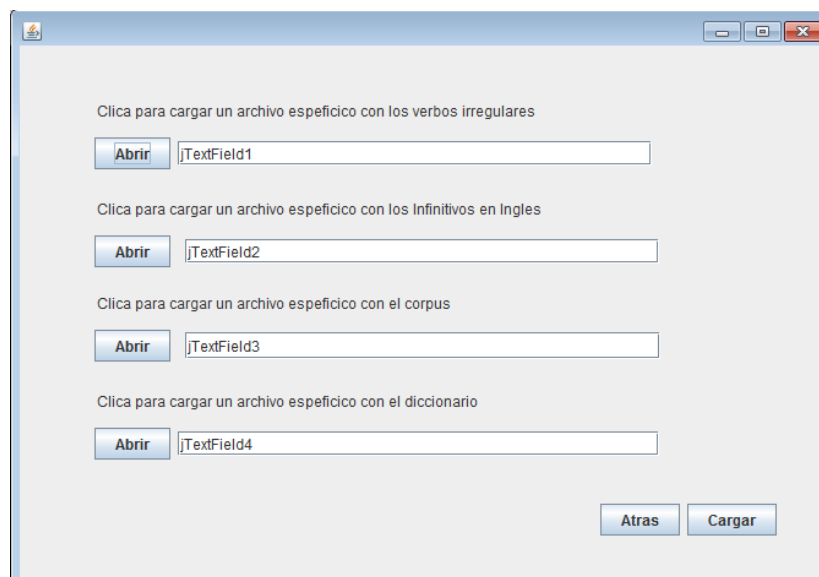 Clica para cargar un archivo espeficico con los verbos irregulares
Abrir jTextField1
Clica para cargar un archivo espeficico con los Infinitivos en Ingles
Abrir jTextField2
Clica para cargar un archivo espeficico con el corpus
Abrir jTextField3
Clica para cargar un archivo espeficico con el diccionario
Abrir jTextField4
Atras Cargar